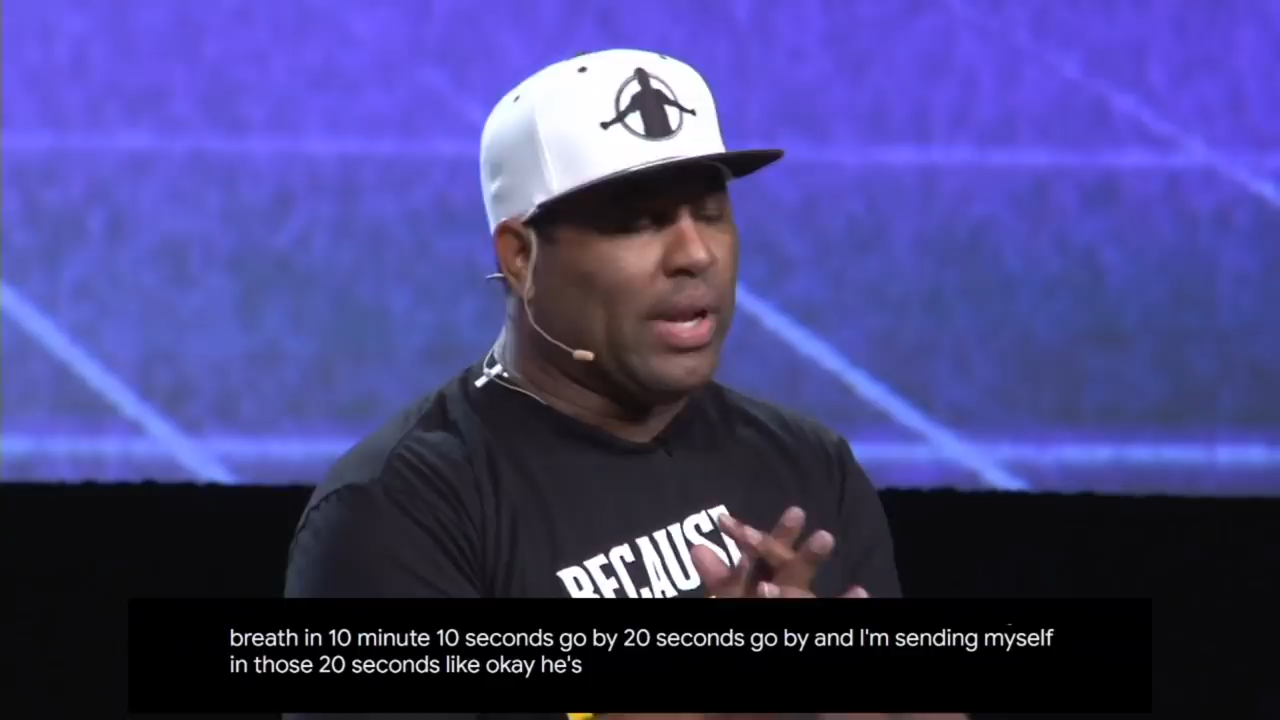 BECAUSE
breath in 10 minute 10 seconds go by 20 seconds go by and I'm sending myself
in those 20 seconds like okay he's